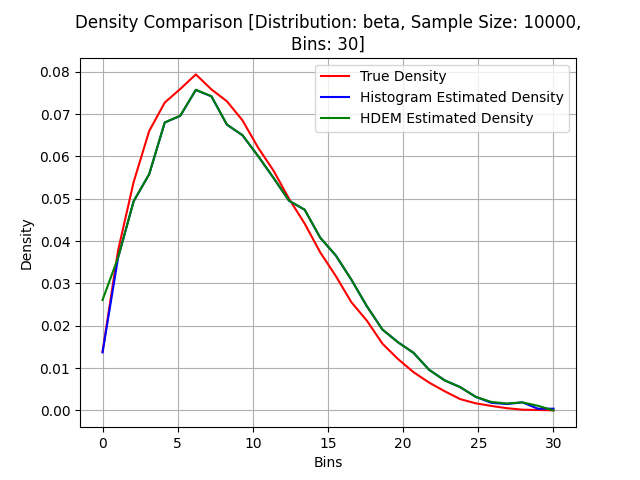 Density Comparison [Distribution: beta, Sample Size: 10000,
Bins: 30]
True Density
Histogram Estimated Density
HDEM Estimated Density
Density
0.08
0.07
0.06
0.05
0.04
0.03
0.02
0.01
0.00
0 5 10 15 20 25 30
Bins